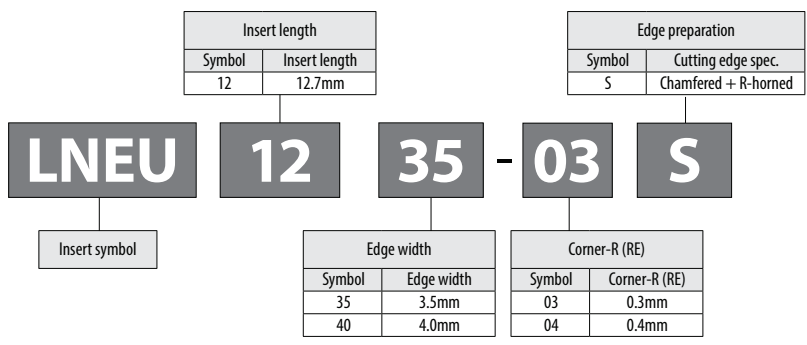 Insert length
Symbol Insert length
12 12.7mm
Edge preparation
Symbol Cutting edge spec.
S Chamfered + R-horned
LNEU 12 35 - 03 S
Insert symbol
Edge width
Symbol Edge width
35 3.5mm
40 4.0mm
Corner-R (RE)
Symbol Corner-R (RE)
03 0.3mm
04 0.4mm